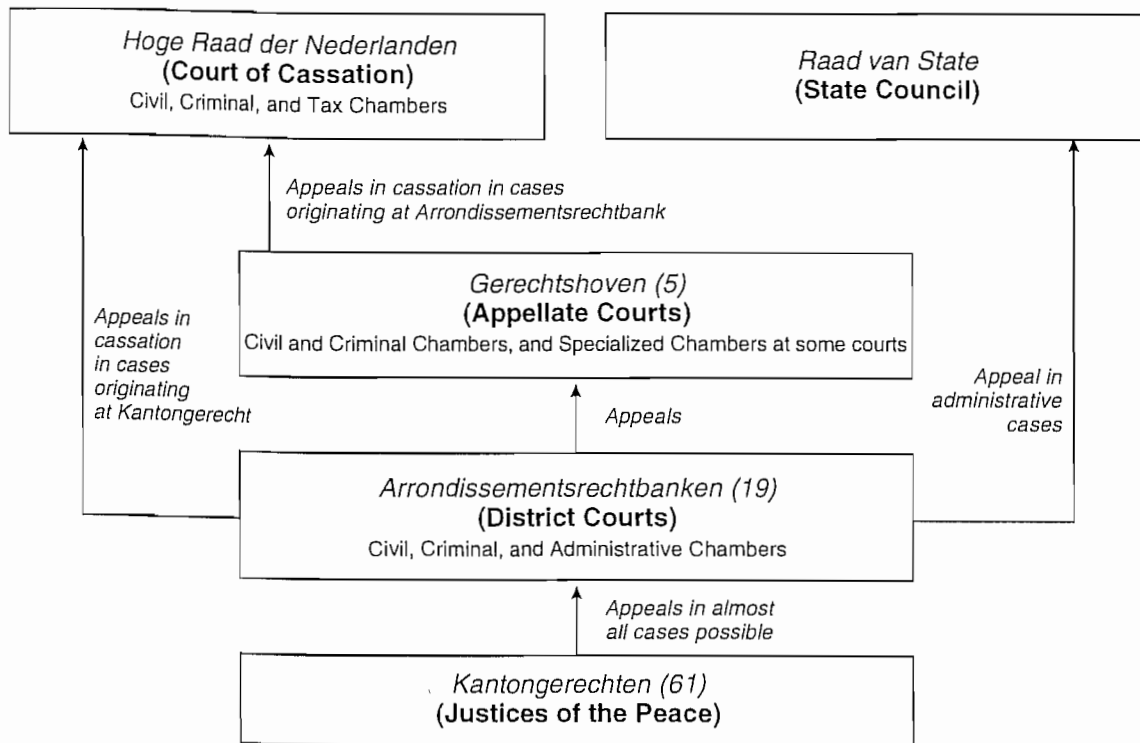 Hoge Raad der Nederlanden
(Court of Cassation)
Civil, Criminal, and Tax Chambers
Raad van State
(State Council)
Appeals in cassation in cases
originating at Arrondissementsrechtbank
Gerechtshoven (5)
(Appellate Courts)
Civil and Criminal Chambers, and Specialized Chambers at some courts
Appeals in
cassation
in cases
originating
at Kantongerecht
Appeals
Appeal in
administrative
cases
Arrondissementsrechtbanken (19)
(District Courts)
Civil, Criminal, and Administrative Chambers
Appeals in almost
all cases possible
Kantongerechten (61)
(Justices of the Peace)